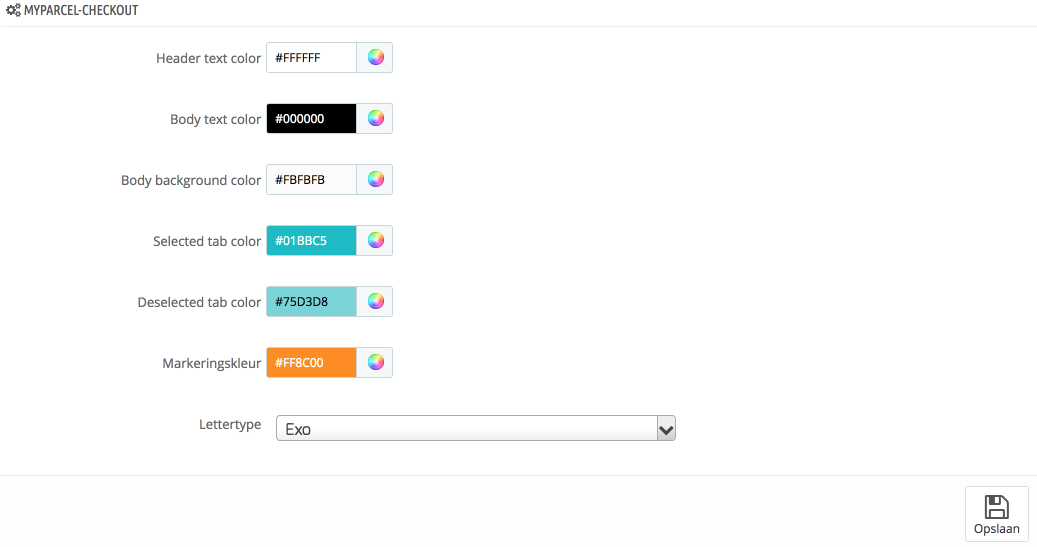 MYPARCEL-CHECKOUT
Header text color #FFFFFF
Body text color #000000
Body background color #FBFBFB
Selected tab color #01BBC5
Deselected tab color #75D3D8
Markeringskleur #FF8C00
Lettertype Exo
Opslaan